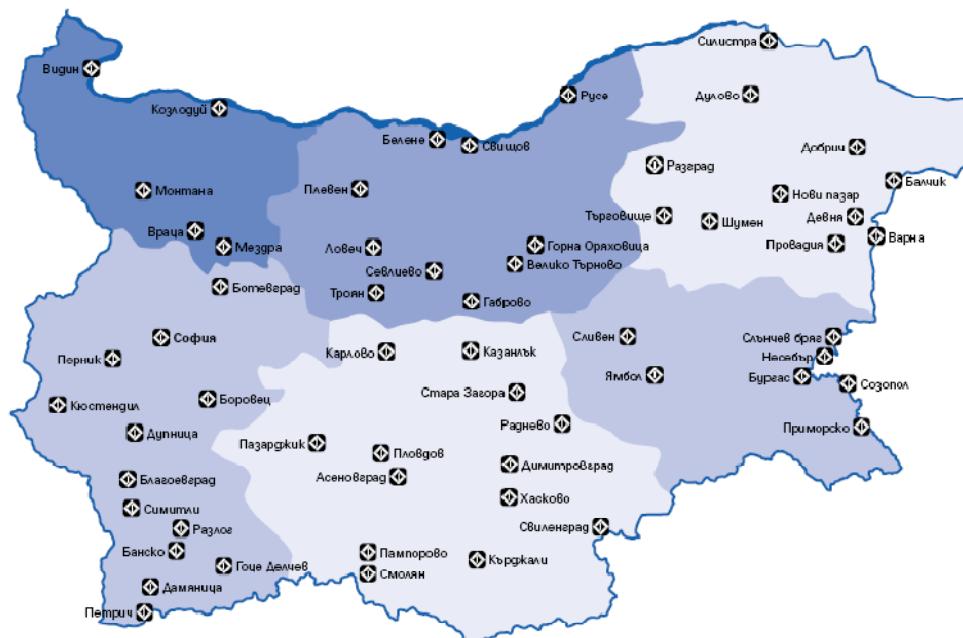 Силистра
Видин
Русе
Дулово
Козлодуй
Белене
Свищов
Добрич
Разград
Балчик
Монтана
Плевен
Нови пазар
Търговище
Шумен
Девня
Враца
Варна
Мездра
Ловеч
Горна Оряховица
Провадия
Севлиево
Велико Търново
Ботевград
Троян
Габрово
София
Сливен
Слънчев бряг
Перник
Карлово
Казанлък
Несебър
Ямбол
Бургас
Созопол
Стара Загора
Кюстендил
Боровец
Раднево
Приморско
Дупница
Пазарджик
Пловдов
Димитровград
Асеновград
Благоевград
Хасково
Симитли
Разлог
Свиленград
Банско
Пампорово
Кърджали
Гоце Делчев
Смолян
Дамяница
Петрич